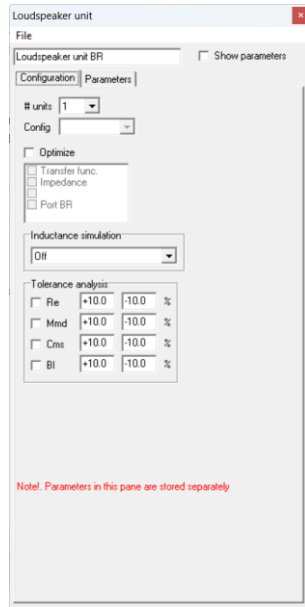 Loudspeaker unit
File
Loudspeaker unit BR Show parameters
Configuration Parameters
# units 1
Config
Optimize
Transfer func.
Impedance
Port BR
Inductance simulation
Off
Tolerance analysis
Re +10.0 -10.0 %
Mmd +10.0 -10.0 %
Cms +10.0 -10.0 %
Bl +10.0 -10.0 %
Note!. Parameters in this pane are stored separately